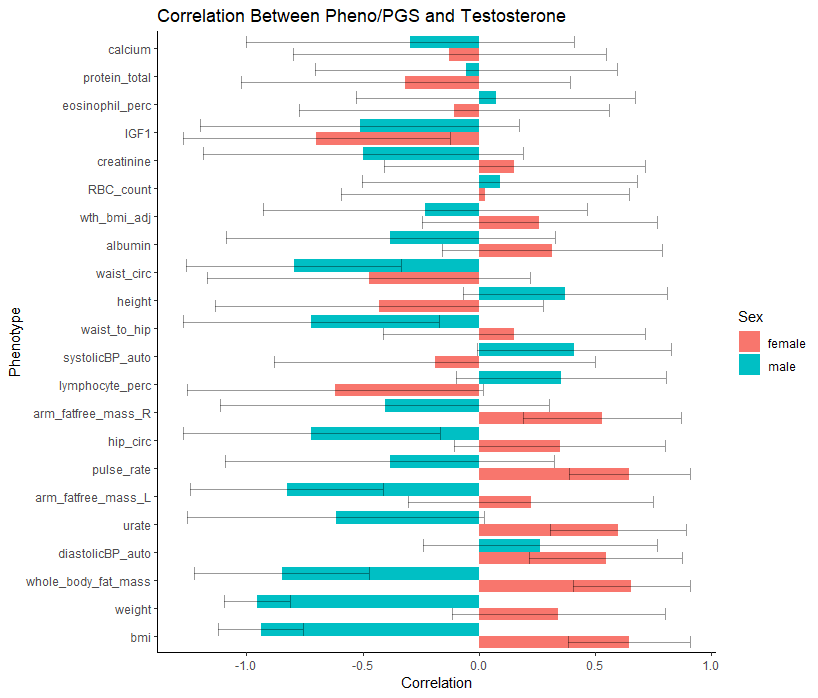 Correlation Between Pheno/PGS and Testosterone
calcium
protein_total
eosinophil_perc
IGF1
creatinine
RBC_count
wth_bmi_adj
albumin
waist_circ
height
waist_to_hip
systolicBP_auto
lymphocyte_perc
arm_fatfree_mass_R
hip_circ
pulse_rate
arm_fatfree_mass_L
urate
diastolicBP_auto
whole_body_fat_mass
weight
bmi
Phenotype
-1.0 -0.5 0.0 0.5 1.0
Correlation
Sex
female
male